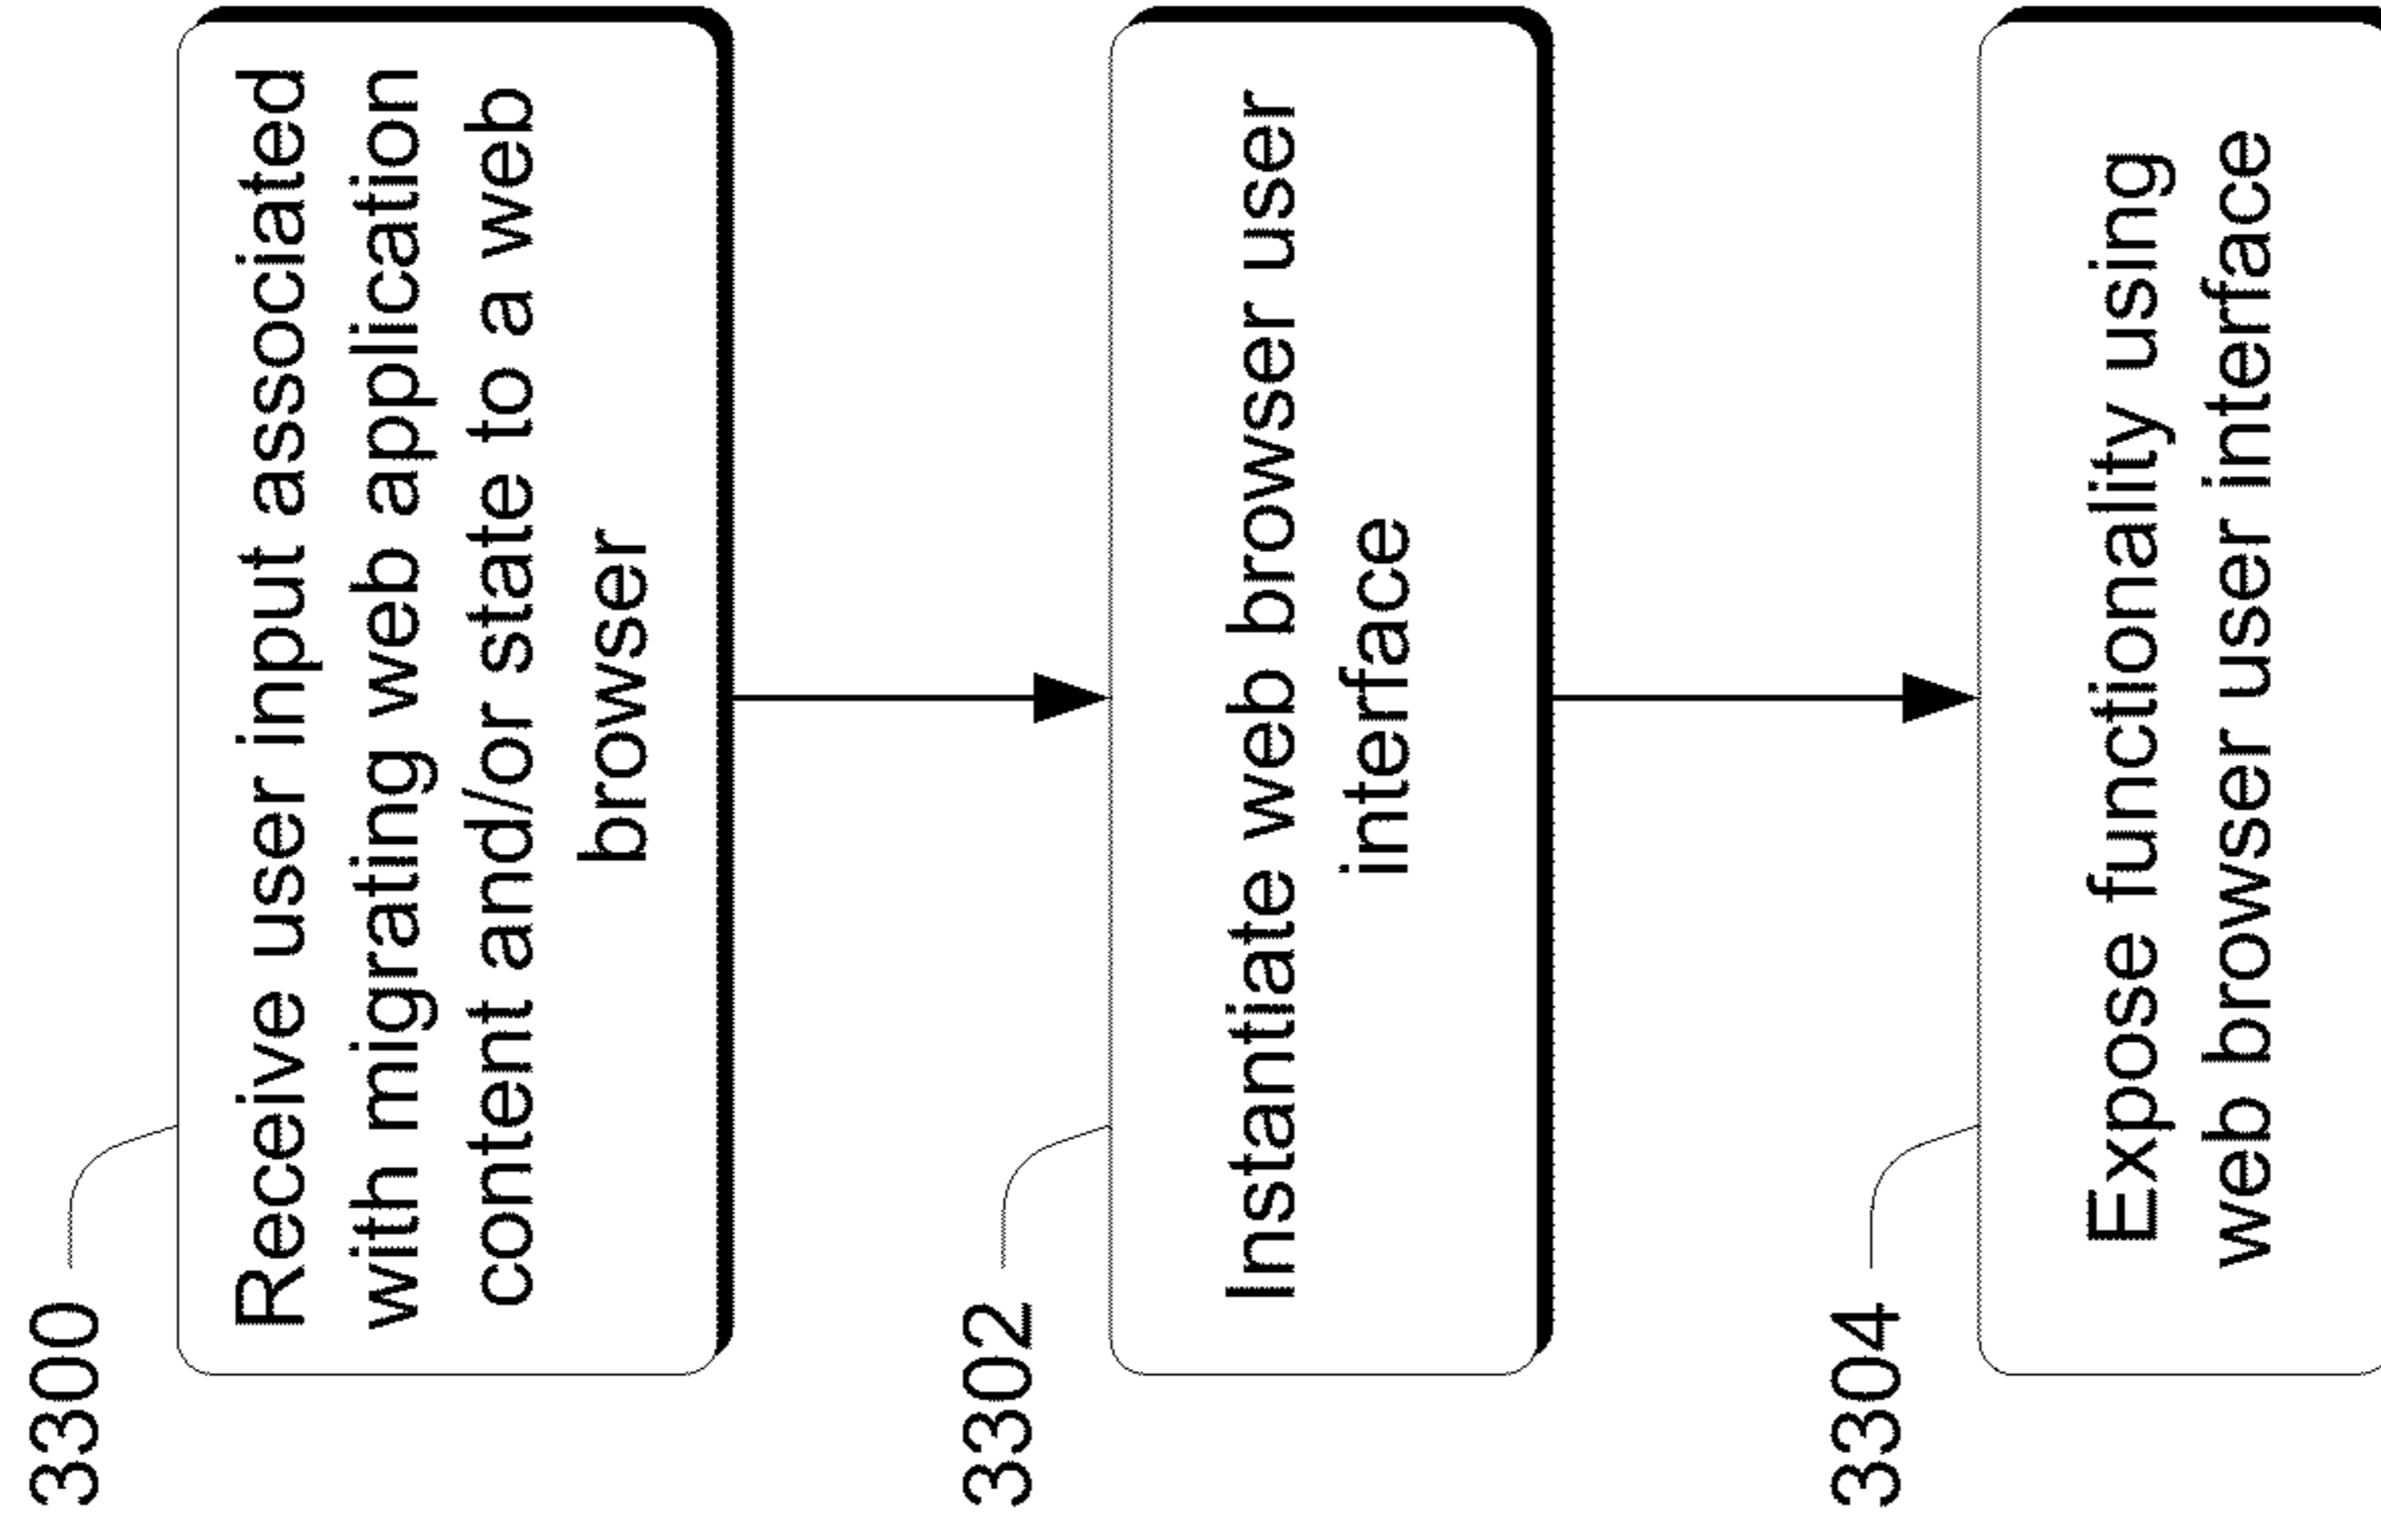 3300
Receive user input associated
with migrating web application
content and/or state to a web
browser
3302
Instantiate web browser user
interface
3304
Expose functionality using
web browser user interface